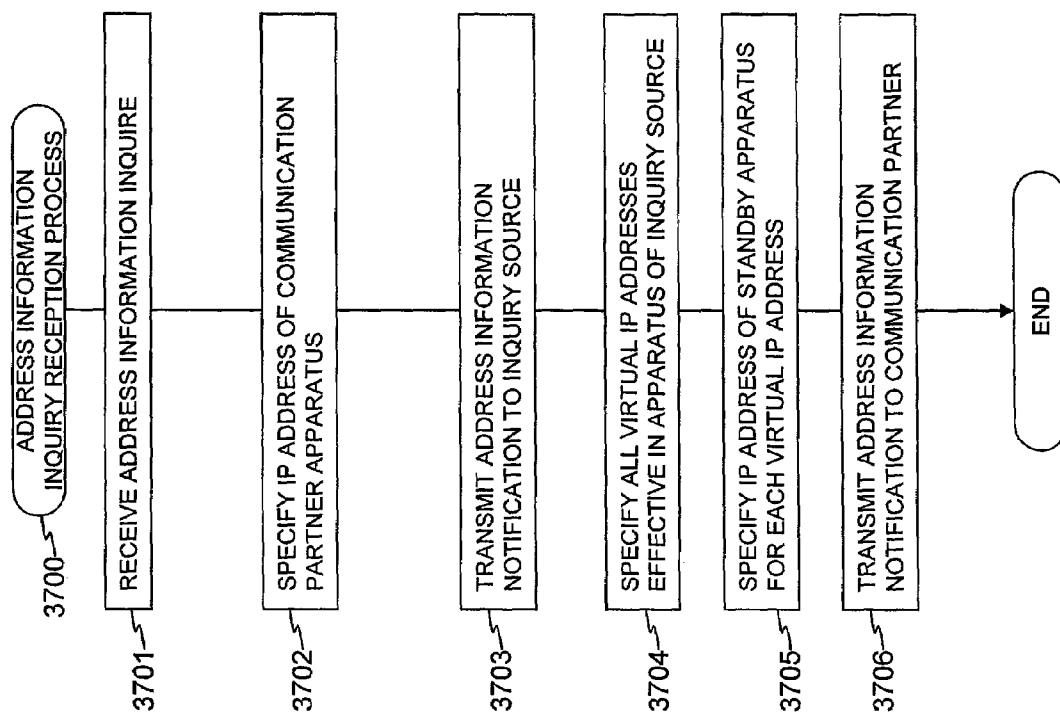 ADDRESS INFORMATION
INQUIRY RECEPTION PROCESS
3700
RECEIVE ADDRESS INFORMATION INQUIRE
3701
SPECIFY IP ADDRESS OF COMMUNICATION
PARTNER APPARATUS
3702
TRANSMIT ADDRESS INFORMATION
NOTIFICATION TO INQUIRY SOURCE
3703
SPECIFY ALL VIRTUAL IP ADDRESSES
EFFECTIVE IN APPARATUS OF INQUIRY SOURCE
3704
SPECIFY IP ADDRESS OF STANDBY APPARATUS
FOR EACH VIRTUAL IP ADDRESS
3705
TRANSMIT ADDRESS INFORMATION
NOTIFICATION TO COMMUNICATION PARTNER
3706
END